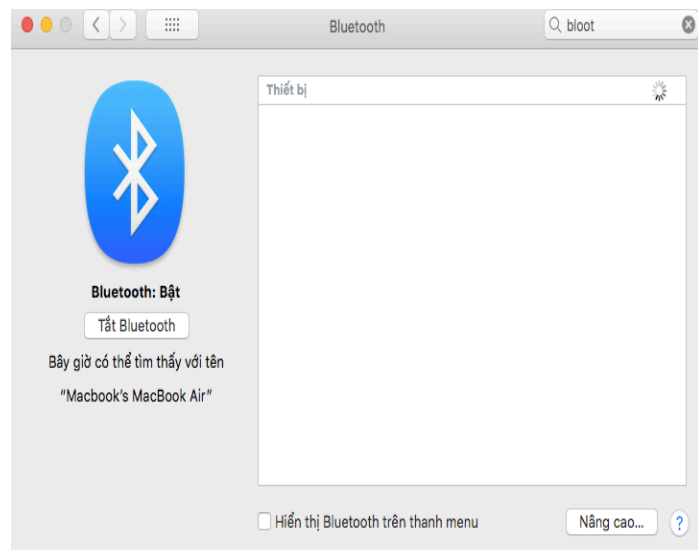 Bluetooth
bloot
Thiết bị
Bluetooth: Bật
Tắt Bluetooth
Bây giờ có thể tìm thấy với tên
“Macbook’s MacBook Air”
Hiển thị Bluetooth trên thanh menu
Nâng cao...
?